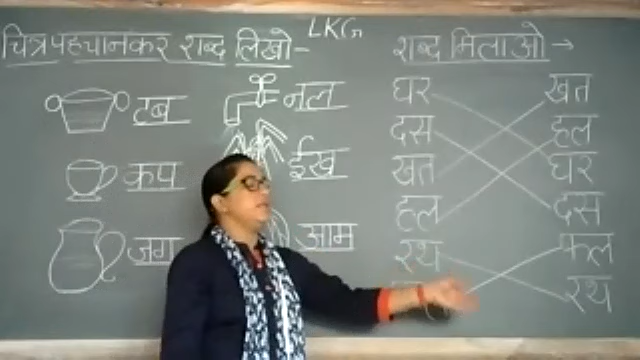 LKG
चित्र पहचानकर शब्द लिखो-
टब नल
कप ईख
जग आम
शब्द मिलाओ →
घर खत
दस हल
खत घर
हल दस
रथ फल
रथ